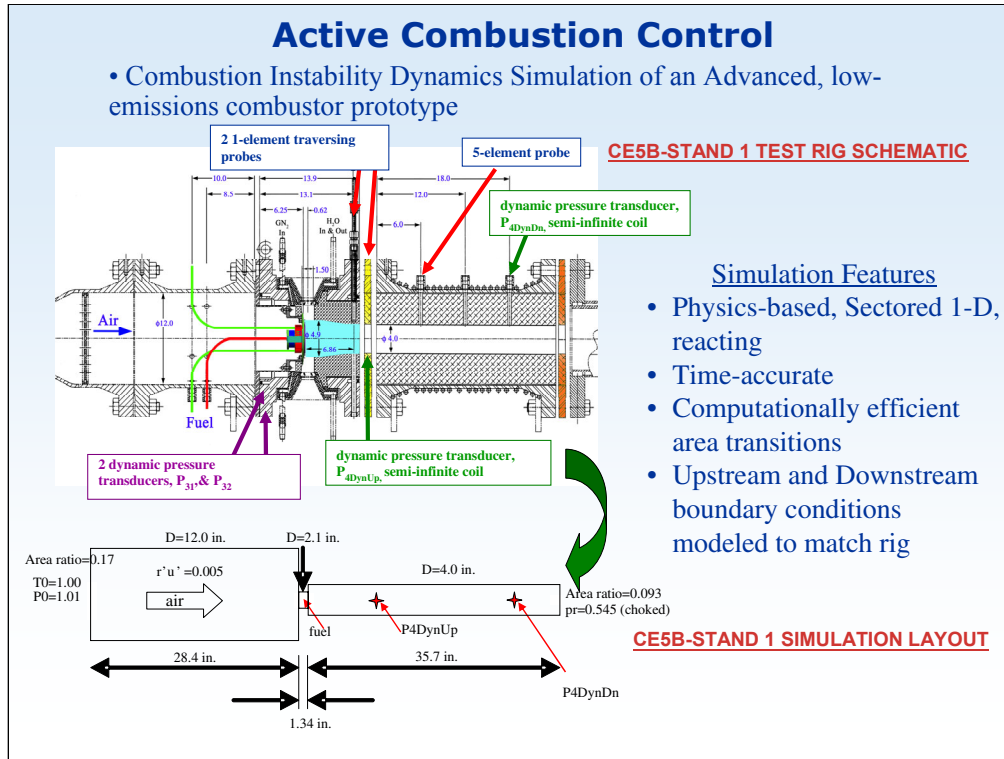 Active Combustion Control
• Combustion Instability Dynamics Simulation of an Advanced, low-
emissions combustor prototype
2 1-element traversing
probes
5-element probe
CE5B-STAND 1 TEST RIG SCHEMATIC
dynamic pressure transducer,
P4DynDn, semi-infinite coil
10.0
13.9
18.0
8.5
13.1
12.0
6.25
0.62
6.0
GN2
In
H2O
In & Out
1.50
Air
ϕ12.0
ϕ 4.9
6.86
ϕ 4.0
Fuel
2 dynamic pressure
transducers, P31,& P32
dynamic pressure transducer,
P4DynUp, semi-infinite coil
Simulation Features
• Physics-based, Sectored 1-D,
reacting
• Time-accurate
• Computationally efficient
area transitions
• Upstream and Downstream
boundary conditions
modeled to match rig
D=12.0 in.
D=2.1 in.
Area ratio=0.17
T0=1.00
P0=1.01
r'u'=0.005
air
D=4.0 in.
Area ratio=0.093
pr=0.545 (choked)
fuel
P4DynUp
P4DynDn
CE5B-STAND 1 SIMULATION LAYOUT
28.4 in.
35.7 in.
1.34 in.